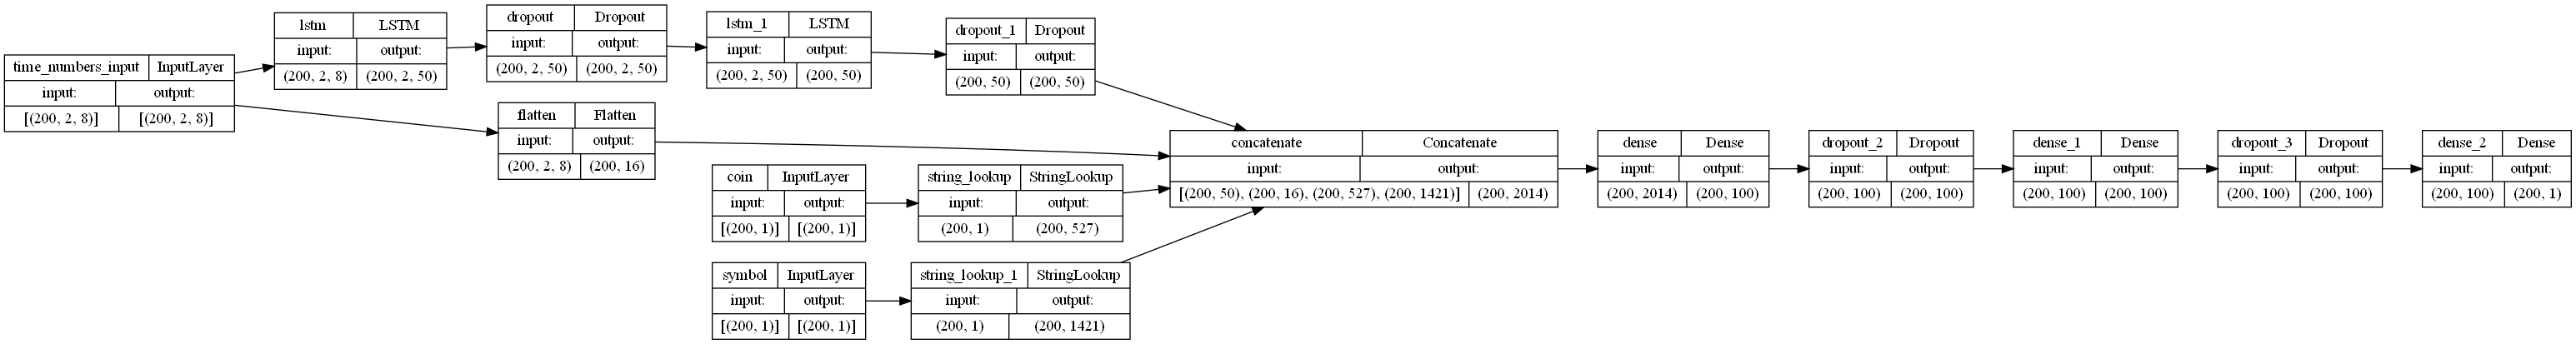 time_numbers_input InputLayer
input: output:
[(200, 2, 8)] [(200, 2, 8)]
lstm LSTM
input: output:
(200, 2, 8) (200, 2, 50)
dropout Dropout
input: output:
(200, 2, 50) (200, 2, 50)
lstm_1 LSTM
input: output:
(200, 2, 50) (200, 50)
dropout_1 Dropout
input: output:
(200, 50) (200, 50)
flatten Flatten
input: output:
(200, 2, 8) (200, 16)
coin InputLayer
input: output:
[(200, 1)] [(200, 1)]
string_lookup StringLookup
input: output:
(200, 1) (200, 527)
symbol InputLayer
input: output:
[(200, 1)] [(200, 1)]
string_lookup_1 StringLookup
input: output:
(200, 1) (200, 1421)
concatenate Concatenate
input: output:
[(200, 50), (200, 16), (200, 527), (200, 1421)] (200, 2014)
dense Dense
input: output:
(200, 2014) (200, 100)
dropout_2 Dropout
input: output:
(200, 100) (200, 100)
dense_1 Dense
input: output:
(200, 100) (200, 100)
dropout_3 Dropout
input: output:
(200, 100) (200, 100)
dense_2 Dense
input: output:
(200, 100) (200, 1)